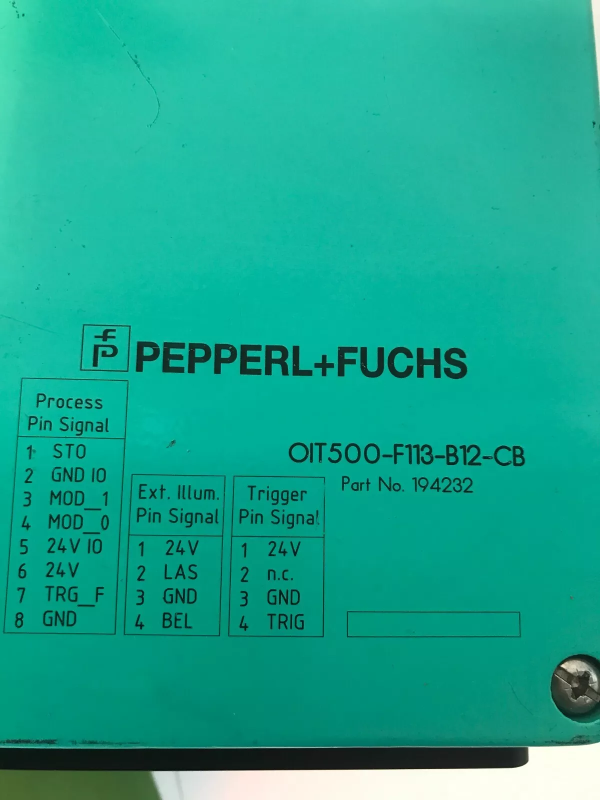 PEPPERL+FUCHS
OIT500-F113-B12-CB
Part No. 194232
Process
Pin Signal
1 STO
2 GND IO
3 MOD_1
4 MOD_0
5 24V IO
6 24V
7 TRG_F
8 GND
Ext. Illum.
Pin Signal
1 24V
2 LAS
3 GND
4 BEL
Trigger
Pin Signal
1 24V
2 n.c.
3 GND
4 TRIG